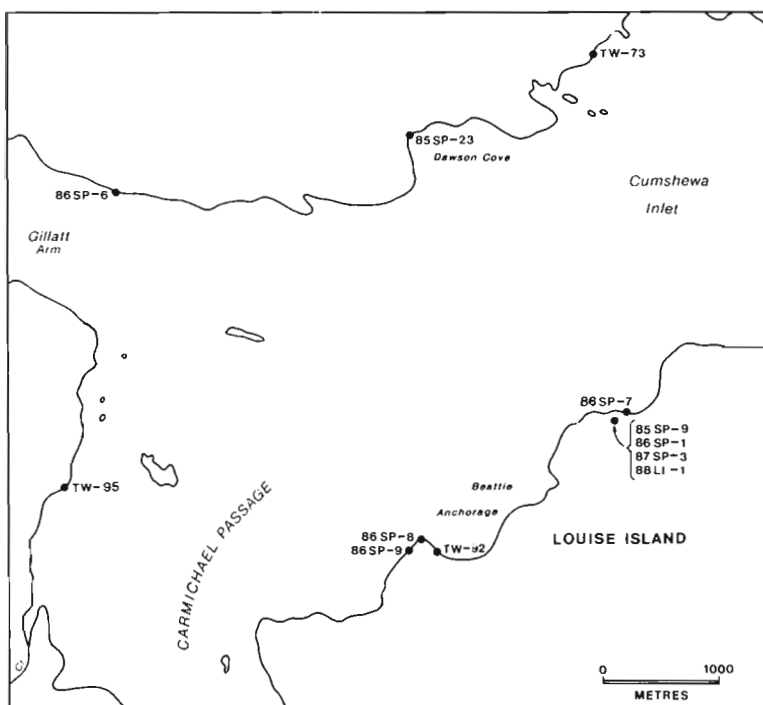 TW-73
85SP-23
Dawson Cove
Cumshewa
Inlet
86SP-6
Gillatt
Arm
86SP-7
85SP-9
86SP-1
87SP-3
88LI-1
TW-95
Beattie
Anchorage
CARMICHAEL PASSAGE
86SP-8
86SP-9
TW-92
LOUISE ISLAND
Cr.
0 1000
METRES